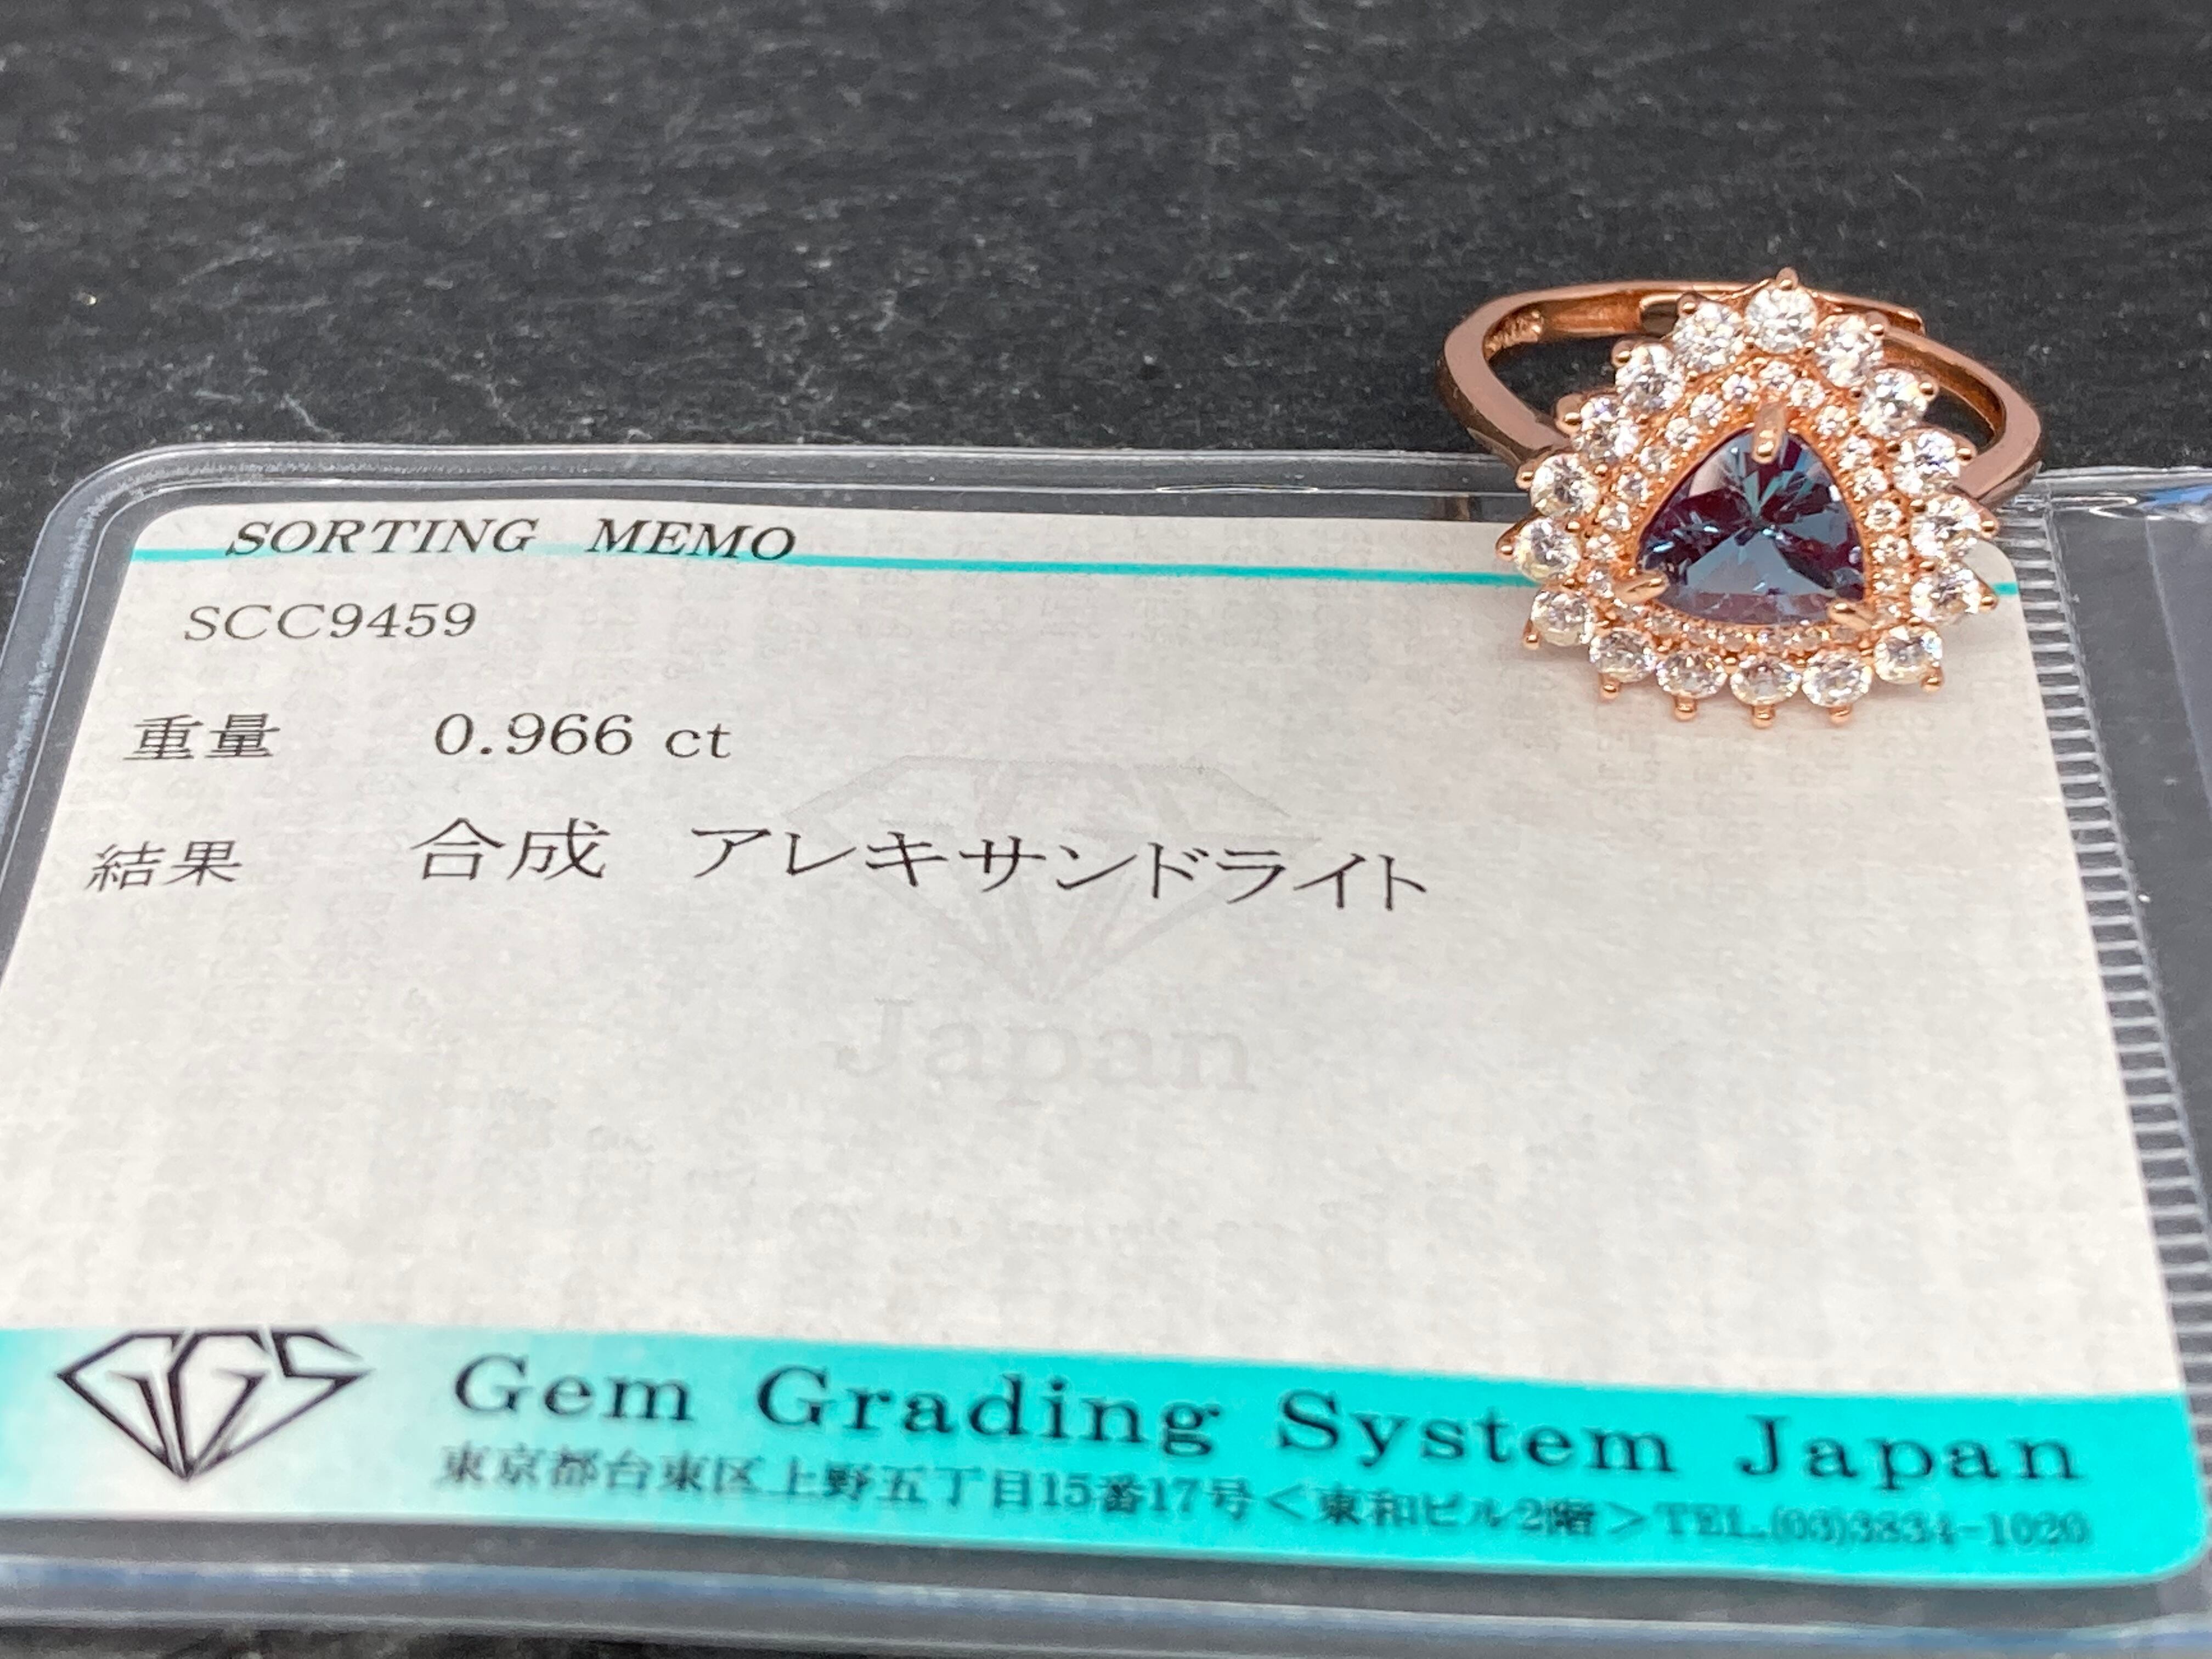 SORTING MEMO
SCC9459
重量 0.966 ct
結果 合成 アレキサンドライト
Japan
GGS
Gem Grading System Japan
東京都台東区上野五丁目15番17号<東和ビル2階>TEL.(03)3834-1020